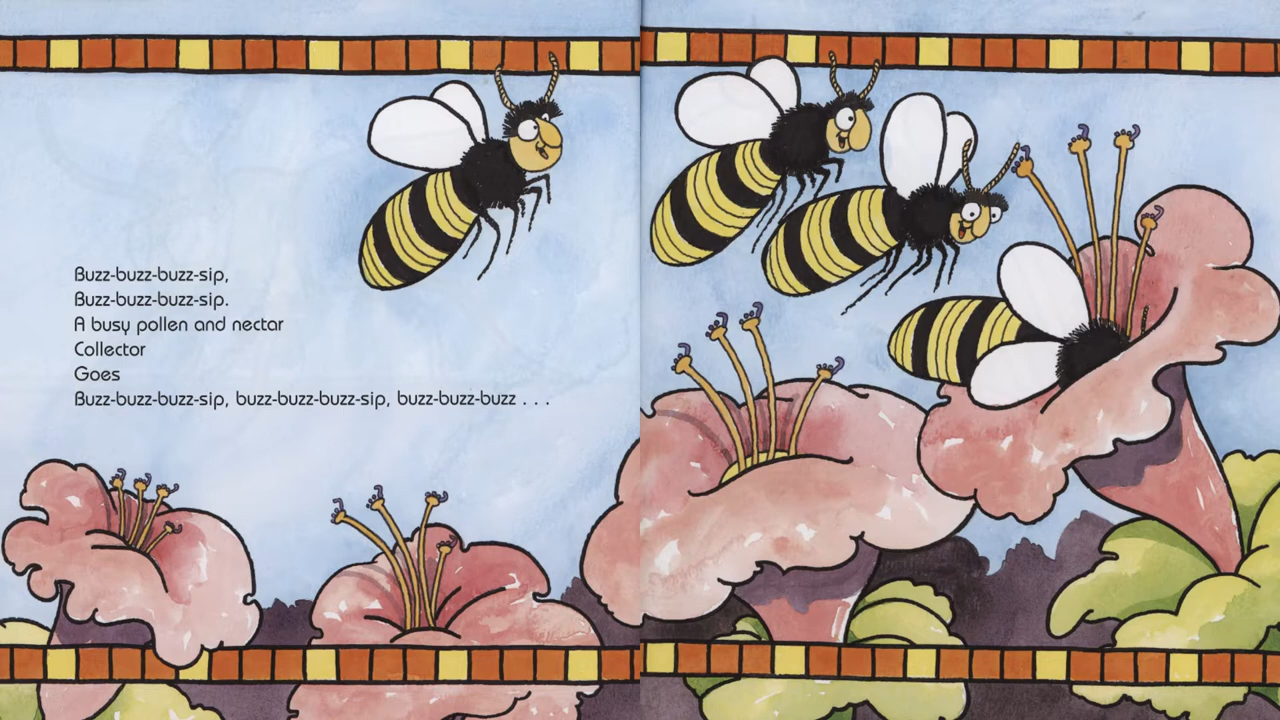 Buzz-buzz-buzz-sip,
Buzz-buzz-buzz-sip.
A busy pollen and nectar
Collector
Goes
Buzz-buzz-buzz-sip, buzz-buzz-buzz-sip, buzz-buzz-buzz . . .